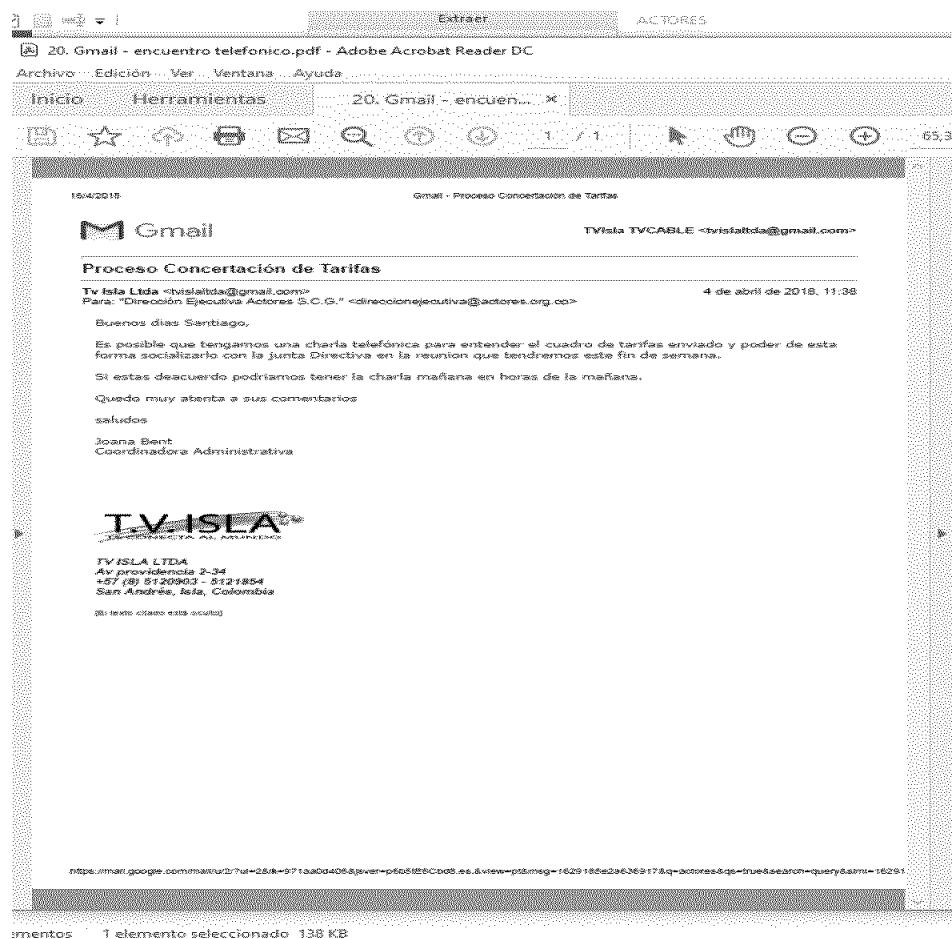 Extraer ACTORES
20. Gmail - encuentro telefonico.pdf - Adobe Acrobat Reader DC
Archivo Edición Ver Ventana Ayuda
Inicio Herramientas 20. Gmail - encuen... ×
1 / 1 65,3
16/4/2018 Gmail - Proceso Concertación de Tarifas
Gmail TVisla TVCABLE <tvislaltda@gmail.com>
Proceso Concertación de Tarifas
Tv Isla Ltda <tvislaltda@gmail.com> 4 de abril de 2018, 11:38
Para: "Dirección Ejecutiva Actores S.C.G." <direccionejecutiva@actores.org.co>
Buenos dias Santiago,
Es posible que tengamos una charla telefónica para entender el cuadro de tarifas enviado y poder de esta
forma socializarlo con la junta Directiva en la reunion que tendremos este fin de semana.
Si estas deacuerdo podriamos tener la charla mañana en horas de la mañana.
Quedo muy atenta a sus comentarios
saludos
Joana Bent
Coordinadora Administrativa
T.V. ISLA
TE CONECTA AL MUNDO
TV ISLA LTDA
Av providencia 2-34
+57 (8) 5120903 - 5121854
San Andrés, Isla, Colombia
[El texto citado está oculto]
ementos 1 elemento seleccionado 138 KB